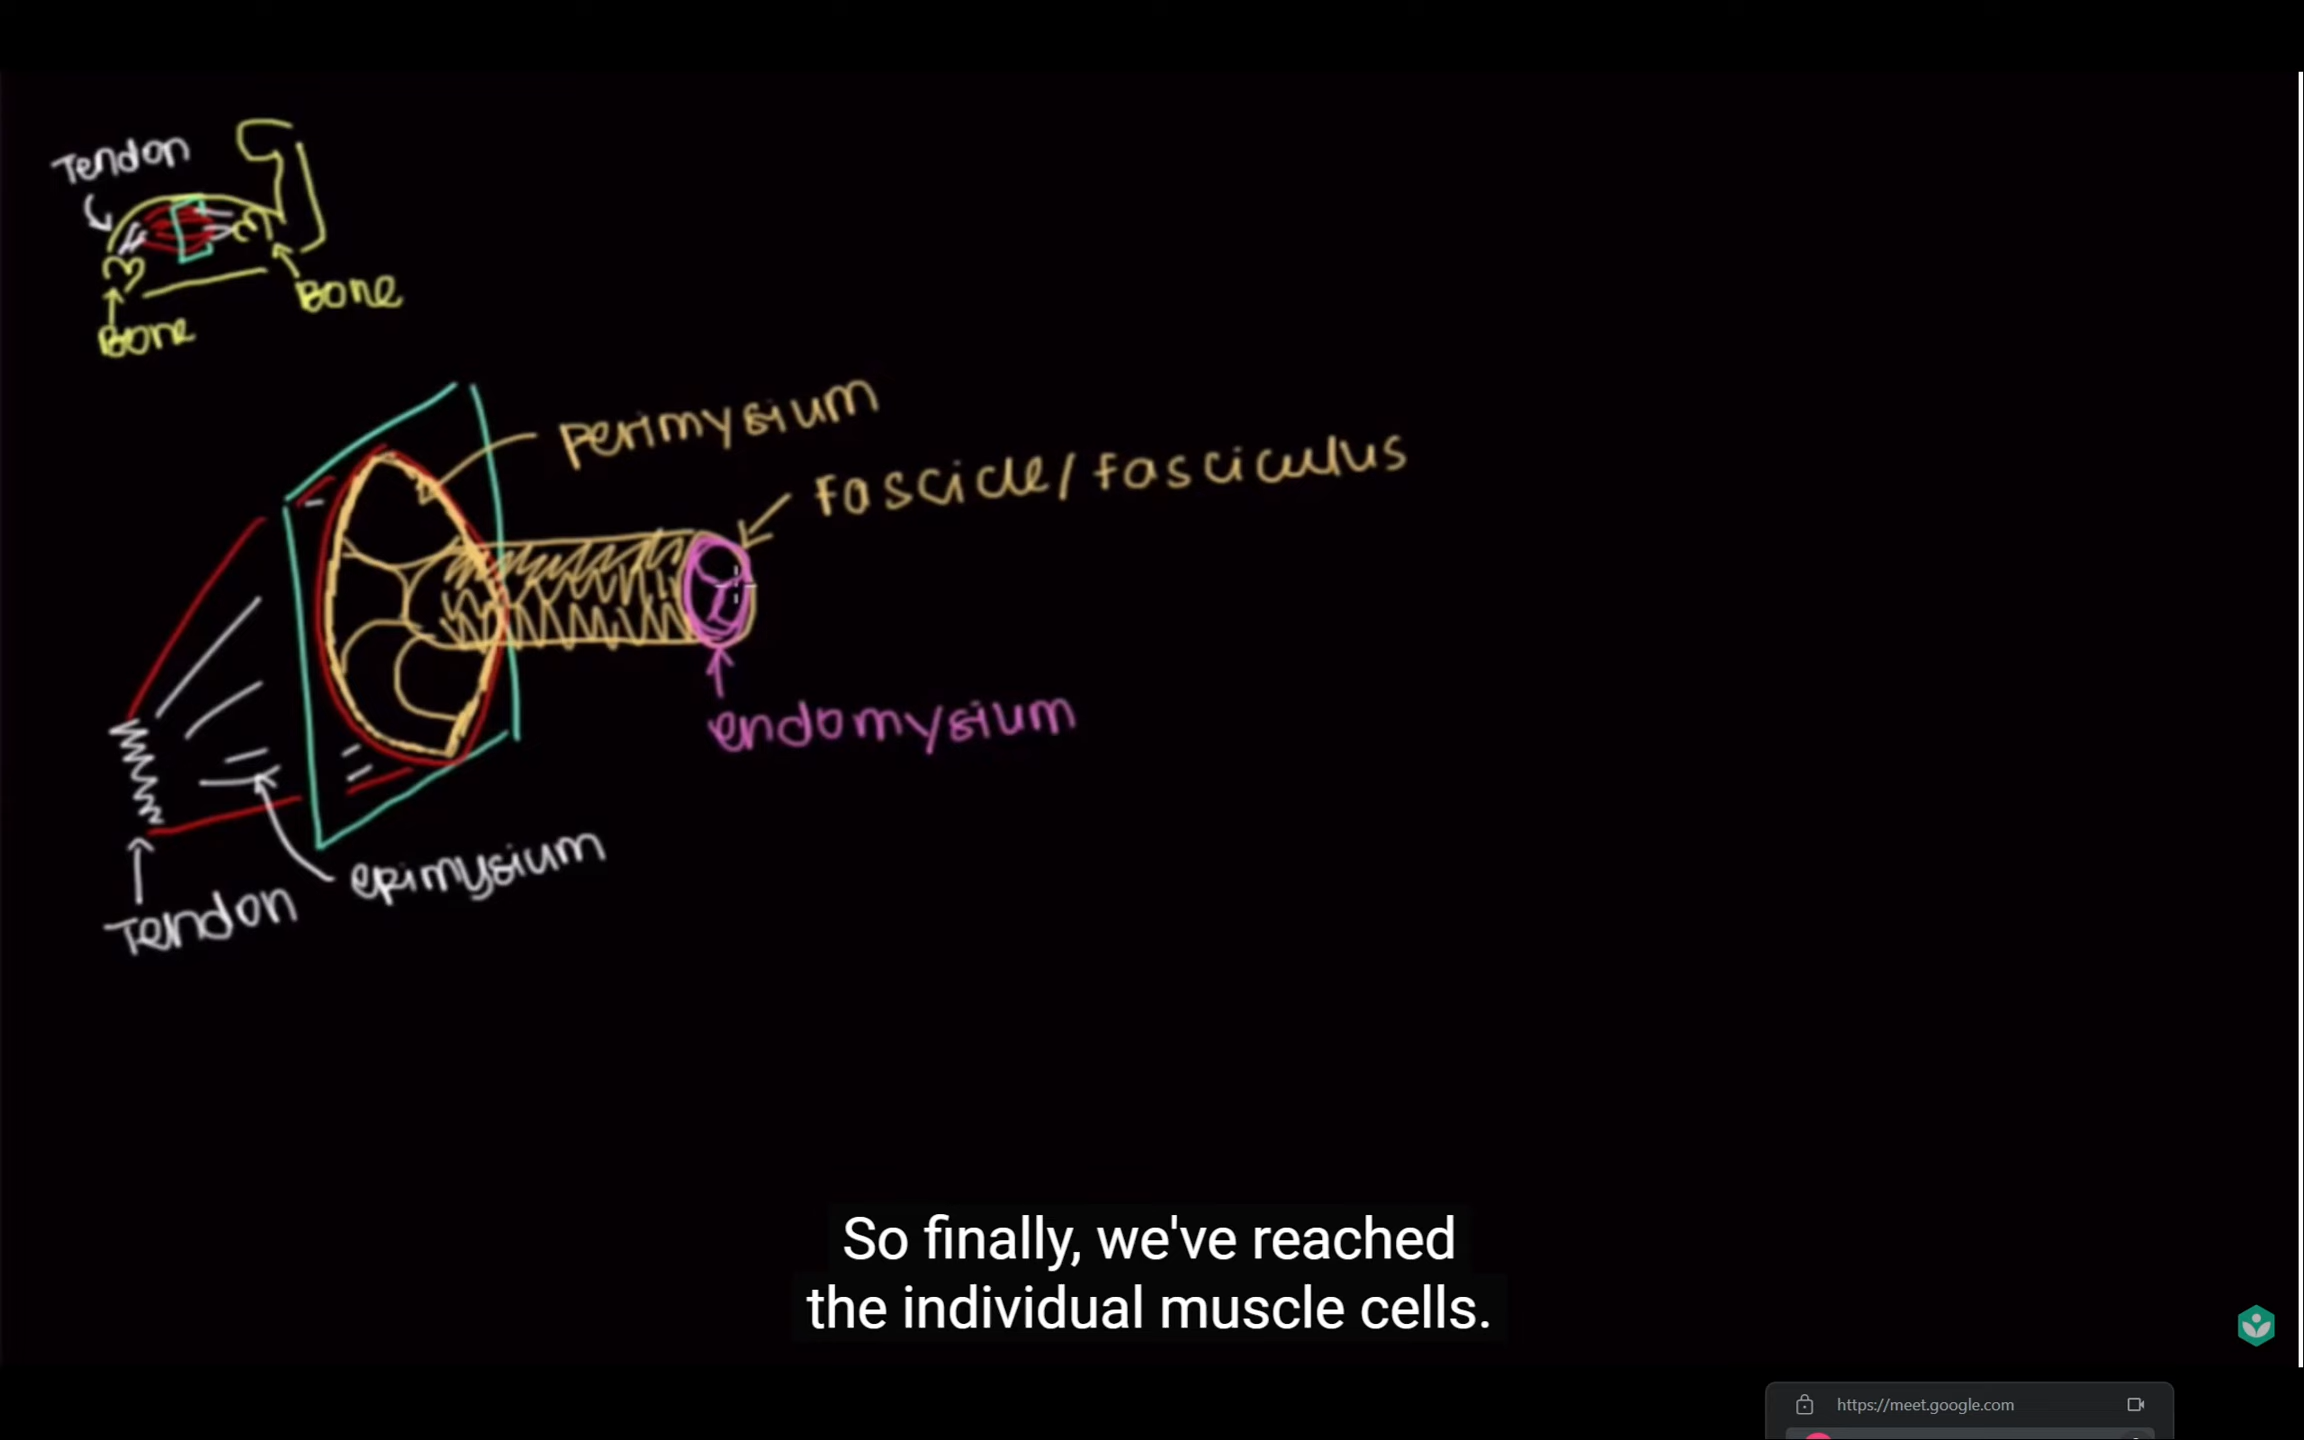 Tendon
Bone
Bone
perimysium
fascicle/fasciculus
endomysium
epimysium
Tendon
So finally, we've reached
the individual muscle cells.
https://meet.google.com